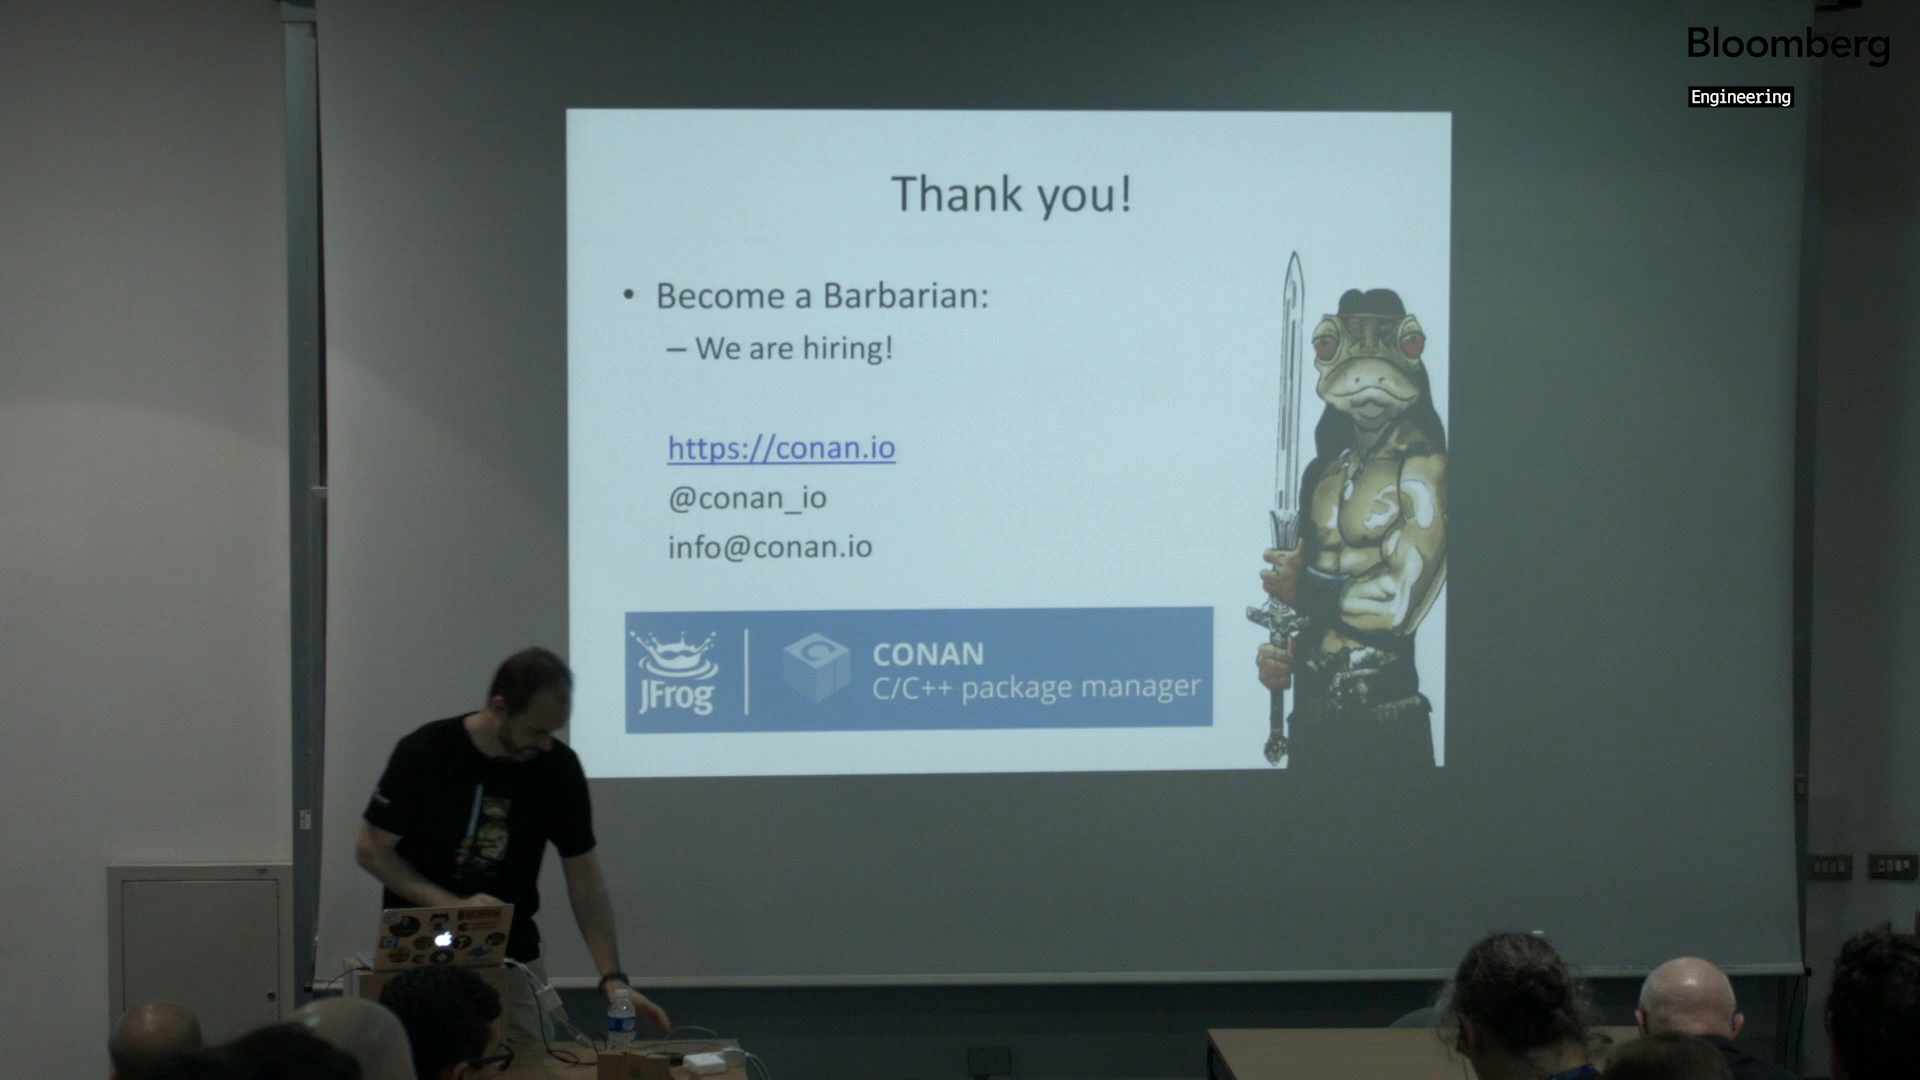 Bloomberg
Engineering
Thank you!
• Become a Barbarian:
– We are hiring!
https://conan.io
@conan_io
info@conan.io
JFrog
CONAN
C/C++ package manager